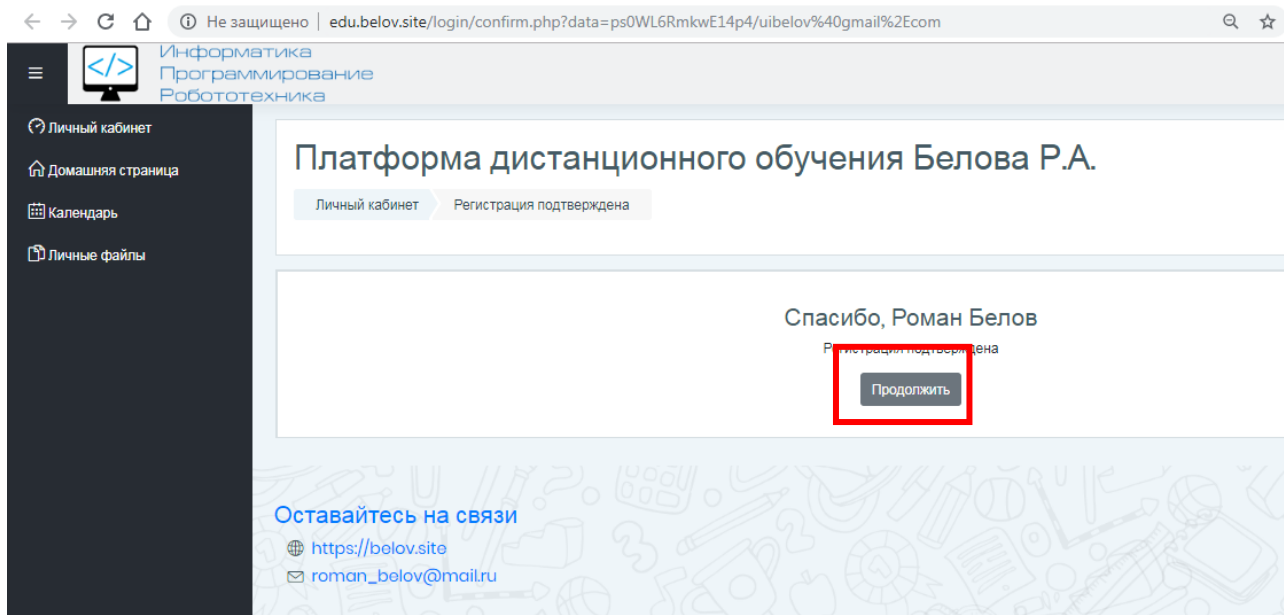 Не защищено | edu.belov.site/login/confirm.php?data=ps0WL6RmkwE14p4/uibelov%40gmail%2Ecom
</>
Информатика
Программирование
Робототехника
Личный кабинет
Домашняя страница
Календарь
Личные файлы
Платформа дистанционного обучения Белова Р.А.
Личный кабинет Регистрация подтверждена
Спасибо, Роман Белов
Регистрация подтверждена
Продолжить
Оставайтесь на связи
https://belov.site
roman_belov@mail.ru